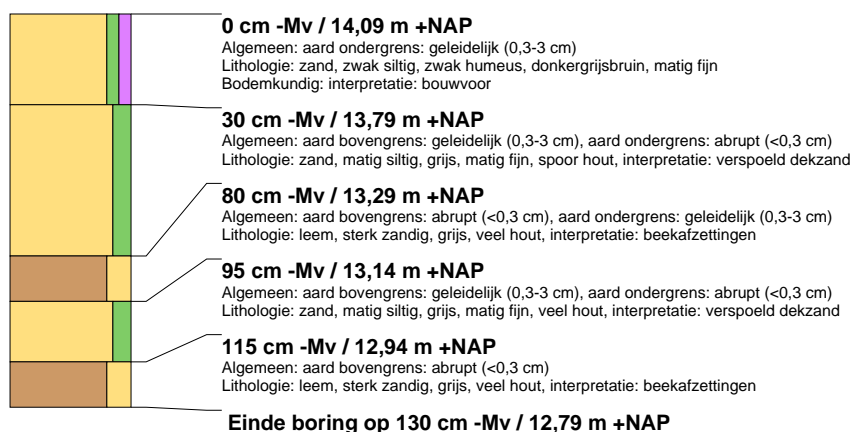 0 cm -Mv / 14,09 m +NAP
Algemeen: aard ondergrens: geleidelijk (0,3-3 cm)
Lithologie: zand, zwak siltig, zwak humeus, donkergrijsbruin, matig fijn
Bodemkundig: interpretatie: bouwvoor
30 cm -Mv / 13,79 m +NAP
Algemeen: aard bovengrens: geleidelijk (0,3-3 cm), aard ondergrens: abrupt (<0,3 cm)
Lithologie: zand, matig siltig, grijs, matig fijn, spoor hout, interpretatie: verspoeld dekzand
80 cm -Mv / 13,29 m +NAP
Algemeen: aard bovengrens: abrupt (<0,3 cm), aard ondergrens: geleidelijk (0,3-3 cm)
Lithologie: leem, sterk zandig, grijs, veel hout, interpretatie: beekafzettingen
95 cm -Mv / 13,14 m +NAP
Algemeen: aard bovengrens: geleidelijk (0,3-3 cm), aard ondergrens: abrupt (<0,3 cm)
Lithologie: zand, matig siltig, grijs, matig fijn, veel hout, interpretatie: verspoeld dekzand
115 cm -Mv / 12,94 m +NAP
Algemeen: aard bovengrens: abrupt (<0,3 cm)
Lithologie: leem, sterk zandig, grijs, veel hout, interpretatie: beekafzettingen
Einde boring op 130 cm -Mv / 12,79 m +NAP